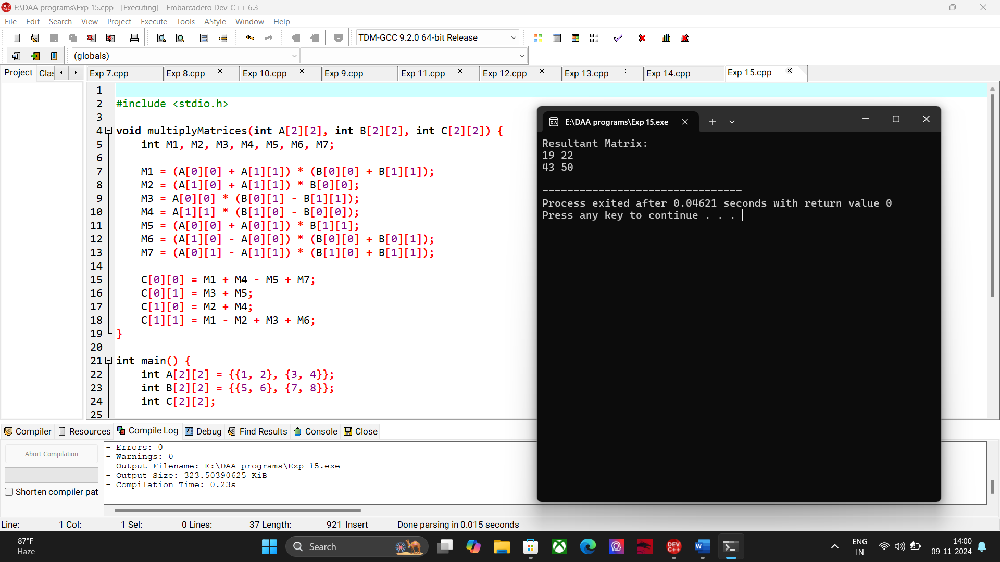 E:\DAA programs\Exp 15.cpp - [Executing] - Embarcadero Dev-C++ 6.3
File Edit Search View Project Execute Tools AStyle Window Help
TDM-GCC 9.2.0 64-bit Release
(globals)
Project Clas Exp 7.cpp Exp 8.cpp Exp 10.cpp Exp 9.cpp Exp 11.cpp Exp 12.cpp Exp 13.cpp Exp 14.cpp Exp 15.cpp
1
2 #include <stdio.h>
3
4 void multiplyMatrices(int A[2][2], int B[2][2], int C[2][2]) {
5 int M1, M2, M3, M4, M5, M6, M7;
6
7 M1 = (A[0][0] + A[1][1]) * (B[0][0] + B[1][1]);
8 M2 = (A[1][0] + A[1][1]) * B[0][0];
9 M3 = A[0][0] * (B[0][1] - B[1][1]);
10 M4 = A[1][1] * (B[1][0] - B[0][0]);
11 M5 = (A[0][0] + A[0][1]) * B[1][1];
12 M6 = (A[1][0] - A[0][0]) * (B[0][0] + B[0][1]);
13 M7 = (A[0][1] - A[1][1]) * (B[1][0] + B[1][1]);
14
15 C[0][0] = M1 + M4 - M5 + M7;
16 C[0][1] = M3 + M5;
17 C[1][0] = M2 + M4;
18 C[1][1] = M1 - M2 + M3 + M6;
19 }
20
21 int main() {
22 int A[2][2] = {{1, 2}, {3, 4}};
23 int B[2][2] = {{5, 6}, {7, 8}};
24 int C[2][2];
25
E:\DAA programs\Exp 15.exe
Resultant Matrix:
19 22
43 50
--------------------------------
Process exited after 0.04621 seconds with return value 0
Press any key to continue . . .
Compiler Resources Compile Log Debug Find Results Console Close
Abort Compilation
Shorten compiler pat
- Errors: 0
- Warnings: 0
- Output Filename: E:\DAA programs\Exp 15.exe
- Output Size: 323.50390625 KiB
- Compilation Time: 0.23s
Line: 1 Col: 1 Sel: 0 Lines: 37 Length: 921 Insert Done parsing in 0.015 seconds
87°F
Haze
Search
DEV C++
ENG
IN
14:00
09-11-2024